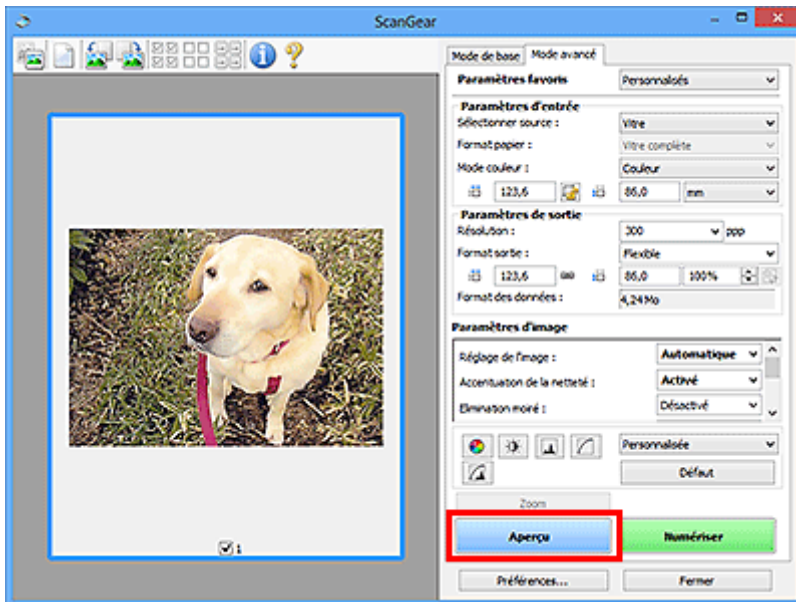 ScanGear
Mode de base Mode avancé
Paramètres favoris Personnalisés
Paramètres d'entrée
Sélectionner source : Vitre
Format papier : Vitre complète
Mode couleur : Couleur
123,6 86,0 mm
Paramètres de sortie
Résolution : 300 ppp
Format sortie : Flexible
123,6 86,0 100%
Format des données : 4,24 Mo
Paramètres d'image
Réglage de l'image : Automatique
Accentuation de la netteté : Activé
Elimination moiré : Désactivé
Personnalisée
Défaut
Zoom
Aperçu Numériser
1
Préférences... Fermer